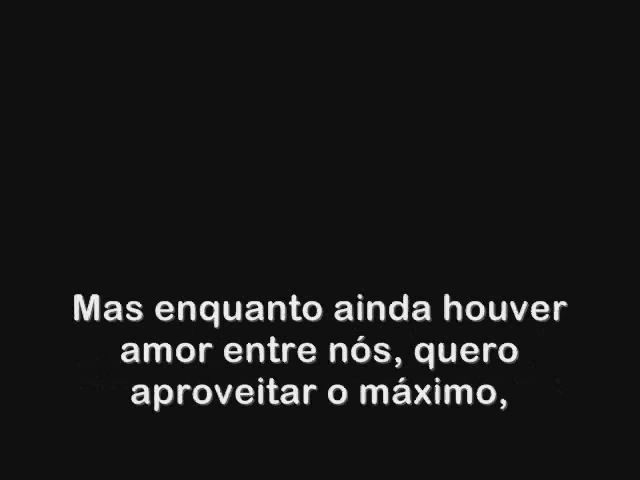 Mas enquanto ainda houver
amor entre nós, quero
aproveitar o máximo,